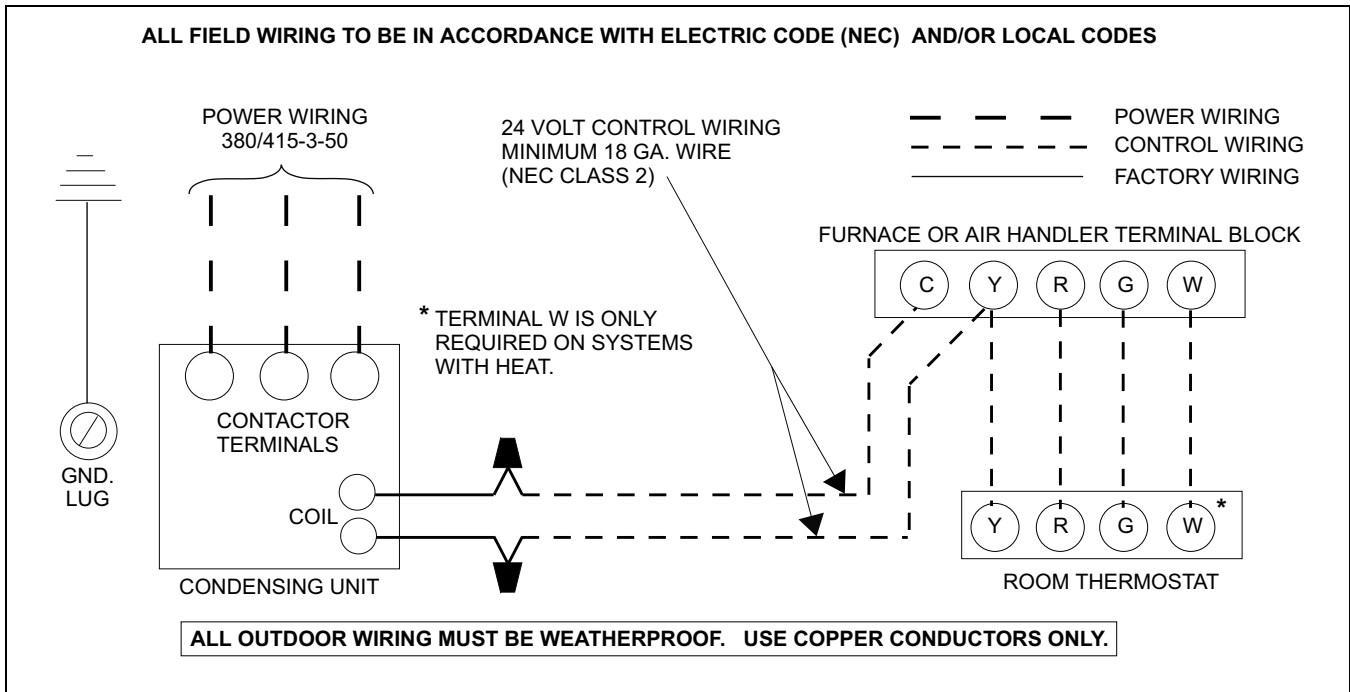 ALL FIELD WIRING TO BE IN ACCORDANCE WITH ELECTRIC CODE (NEC) AND/OR LOCAL CODES
POWER WIRING
380/415-3-50
24 VOLT CONTROL WIRING
MINIMUM 18 GA. WIRE
(NEC CLASS 2)
POWER WIRING
CONTROL WIRING
FACTORY WIRING
FURNACE OR AIR HANDLER TERMINAL BLOCK
C Y R G W
* TERMINAL W IS ONLY
REQUIRED ON SYSTEMS
WITH HEAT.
CONTACTOR
TERMINALS
GND.
LUG
COIL
Y R G W *
CONDENSING UNIT
ROOM THERMOSTAT
ALL OUTDOOR WIRING MUST BE WEATHERPROOF. USE COPPER CONDUCTORS ONLY.